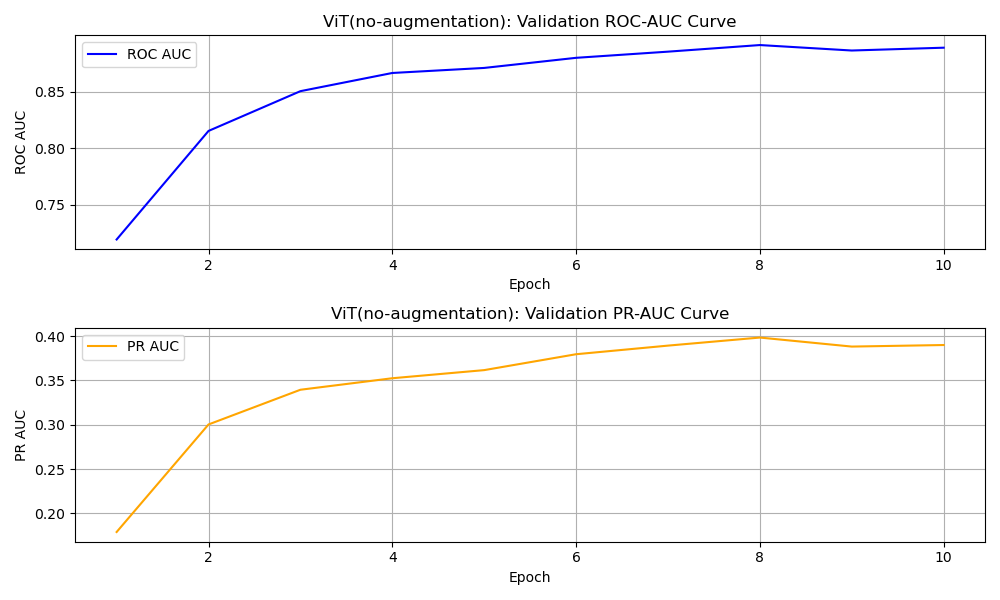 ViT(no-augmentation): Validation ROC-AUC Curve
ROC AUC
ROC AUC
0.85
0.80
0.75
2 4 6 8 10
Epoch
ViT(no-augmentation): Validation PR-AUC Curve
PR AUC
PR AUC
0.40
0.35
0.30
0.25
0.20
2 4 6 8 10
Epoch